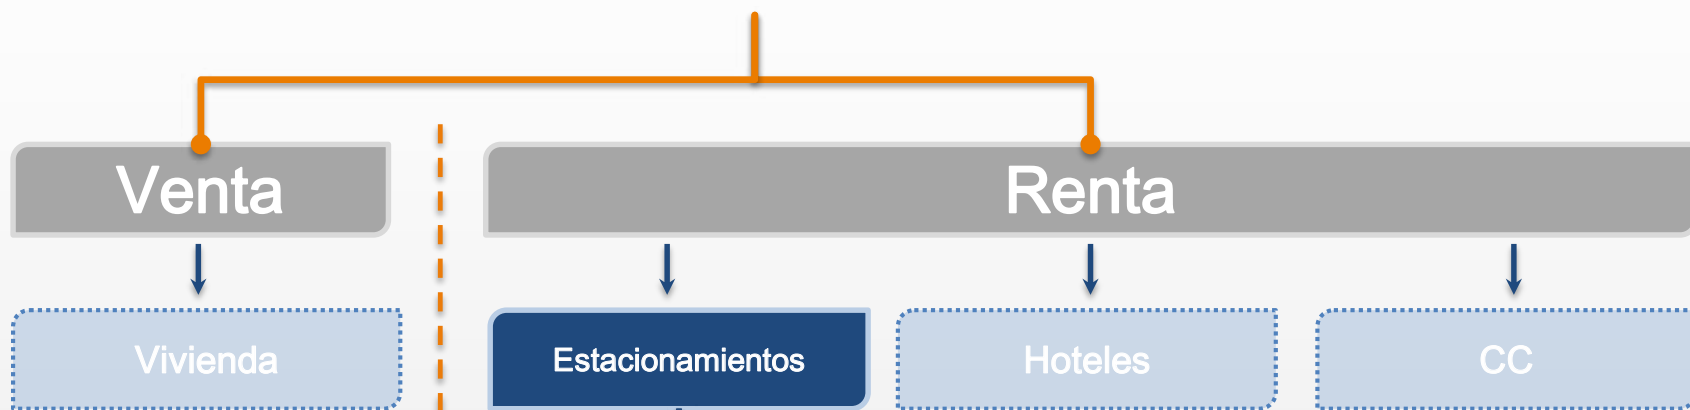 Venta
Renta
Vivienda
Estacionamientos
Hoteles
CC